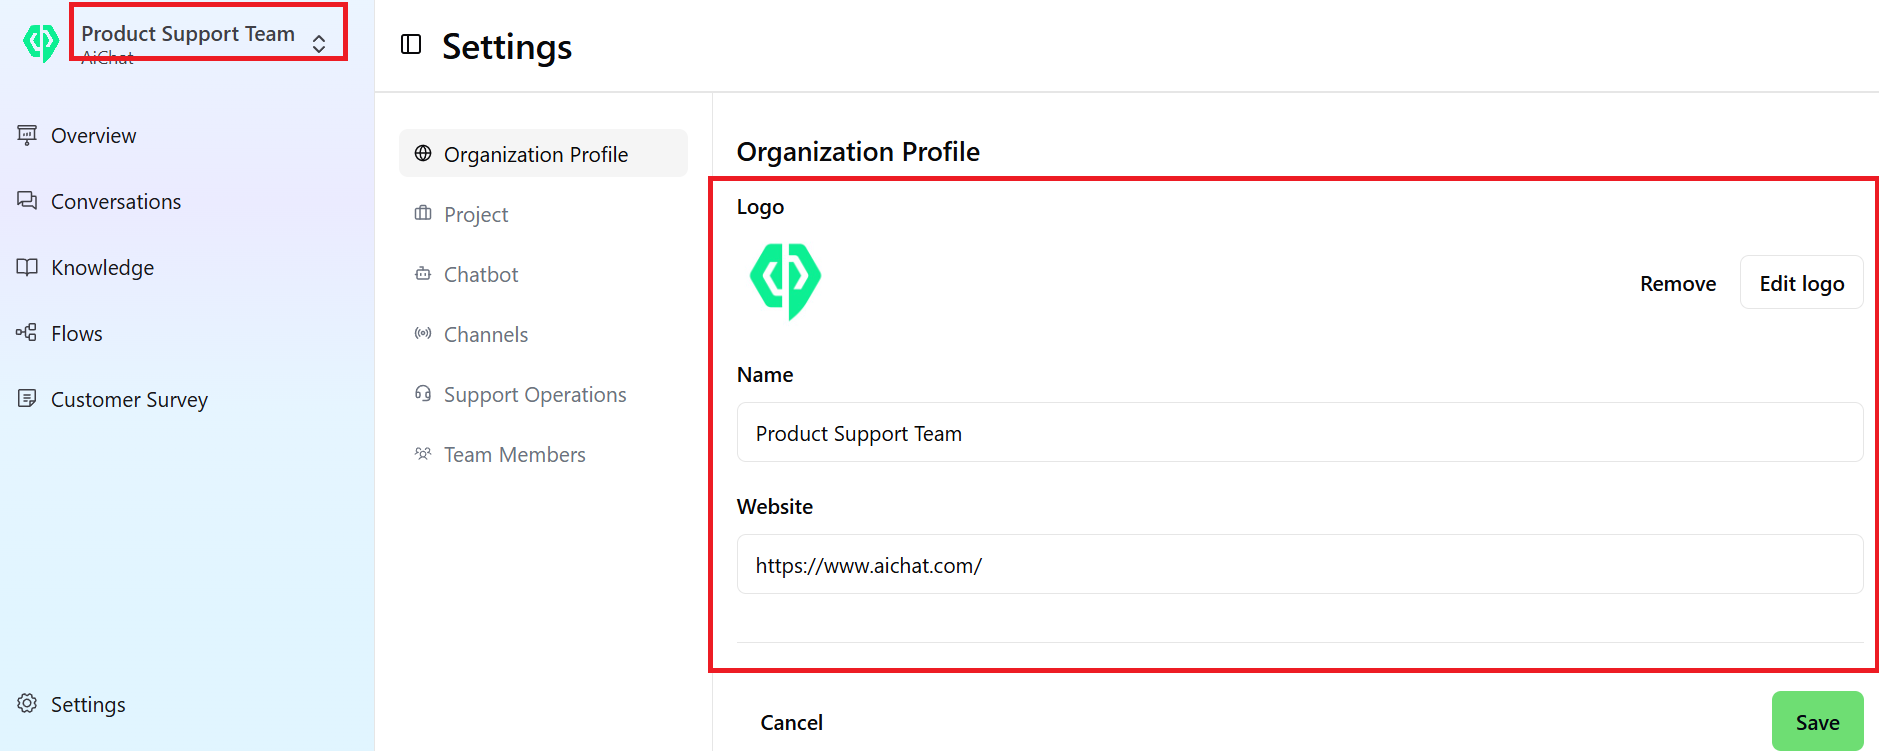 Product Support Team
AiChat
Overview
Conversations
Knowledge
Flows
Customer Survey
Settings
Settings
Organization Profile
Project
Chatbot
Channels
Support Operations
Team Members
Organization Profile
Logo
Remove
Edit logo
Name
Product Support Team
Website
https://www.aichat.com/
Cancel
Save